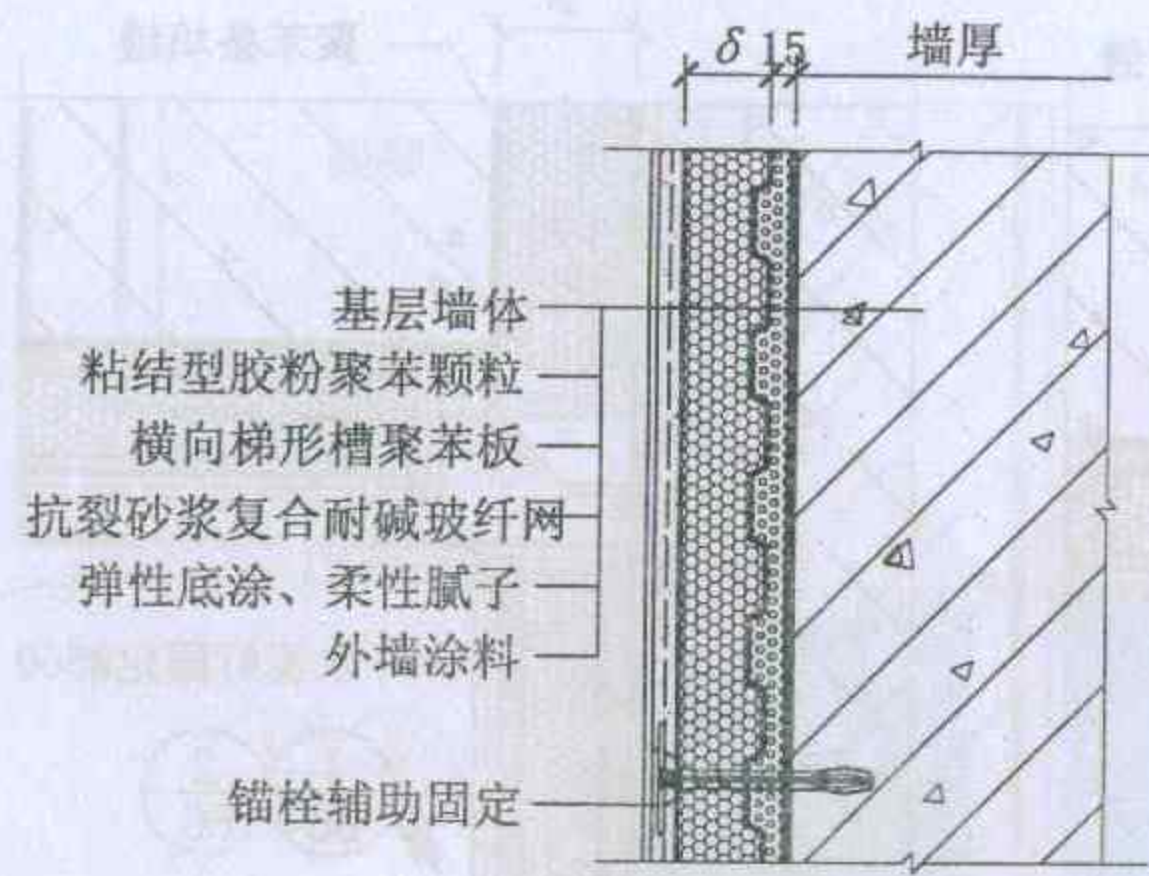 δ 15 墙厚
基层墙体
粘结型胶粉聚苯颗粒
横向梯形槽聚苯板
抗裂砂浆复合耐碱玻纤网
弹性底涂、柔性腻子
外墙涂料
锚栓辅助固定